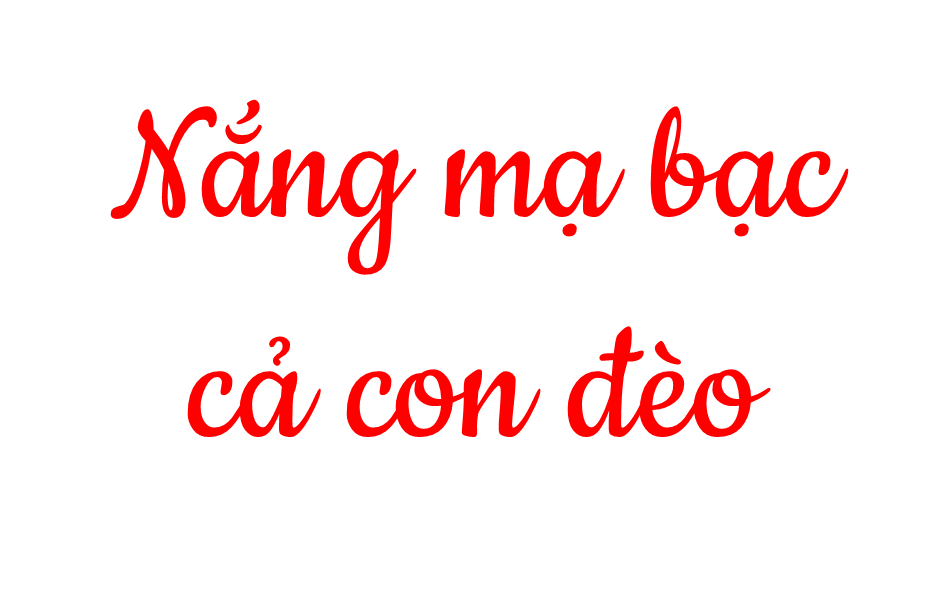 Nắng mạ bạc
cả con đèo